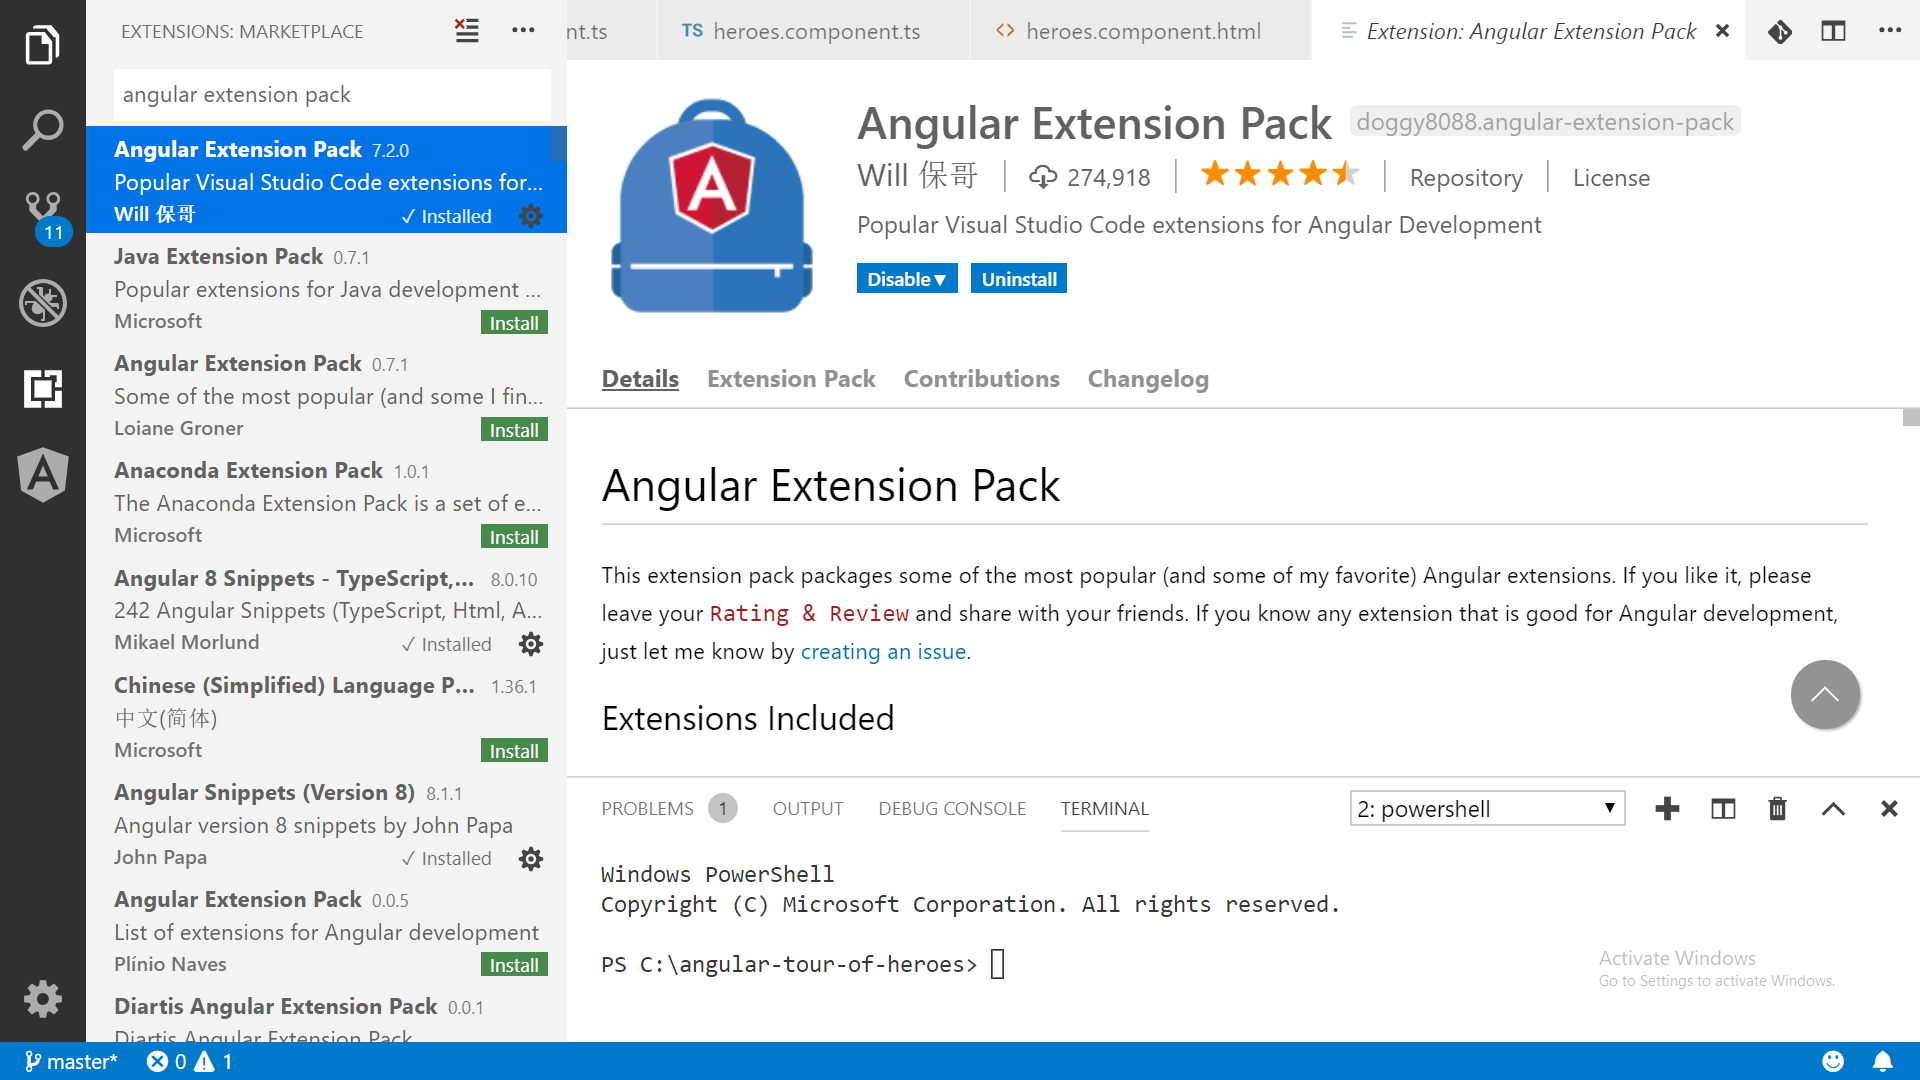 EXTENSIONS: MARKETPLACE
angular extension pack
Angular Extension Pack 7.2.0
Popular Visual Studio Code extensions for...
Will 保哥 ✓ Installed
Java Extension Pack 0.7.1
Popular extensions for Java development ...
Microsoft Install
Angular Extension Pack 0.7.1
Some of the most popular (and some I fin...
Loiane Groner Install
Anaconda Extension Pack 1.0.1
The Anaconda Extension Pack is a set of e...
Microsoft Install
Angular 8 Snippets - TypeScript,... 8.0.10
242 Angular Snippets (TypeScript, Html, A...
Mikael Morlund ✓ Installed
Chinese (Simplified) Language P... 1.36.1
中文(简体)
Microsoft Install
Angular Snippets (Version 8) 8.1.1
Angular version 8 snippets by John Papa
John Papa ✓ Installed
Angular Extension Pack 0.0.5
List of extensions for Angular development
Plínio Naves Install
Diartis Angular Extension Pack 0.0.1
Diartis Angular Extension Pack
11
nt.ts TS heroes.component.ts <> heroes.component.html Extension: Angular Extension Pack
Angular Extension Pack doggy8088.angular-extension-pack
Will 保哥 274,918 Repository License
Popular Visual Studio Code extensions for Angular Development
Disable▼ Uninstall
Details Extension Pack Contributions Changelog
Angular Extension Pack
This extension pack packages some of the most popular (and some of my favorite) Angular extensions. If you like it, please
leave your Rating & Review and share with your friends. If you know any extension that is good for Angular development,
just let me know by creating an issue.
Extensions Included
PROBLEMS 1 OUTPUT DEBUG CONSOLE TERMINAL 2: powershell
Windows PowerShell
Copyright (C) Microsoft Corporation. All rights reserved.
PS C:\angular-tour-of-heroes>
Activate Windows
Go to Settings to activate Windows.
master* 0 1